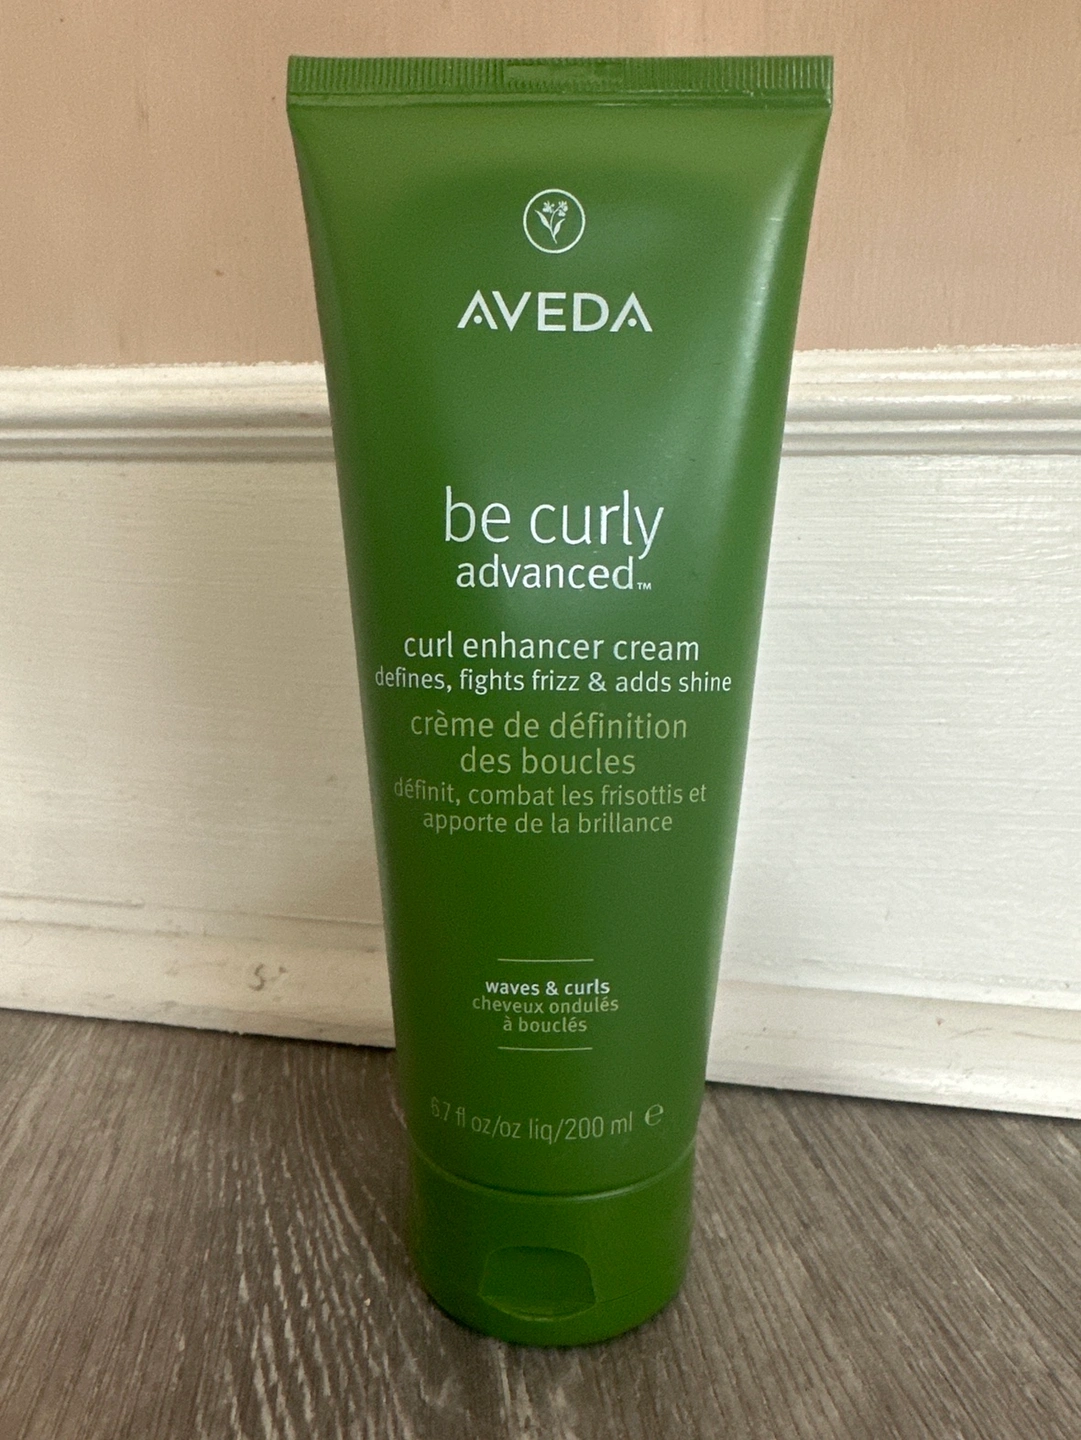 AVEDA
be curly
advanced™
curl enhancer cream
defines, fights frizz & adds shine
crème de définition
des boucles
définit, combat les frisottis et
apporte de la brillance
waves & curls
cheveux ondulés
à bouclés
6.7 fl oz/oz liq/200 ml ℮